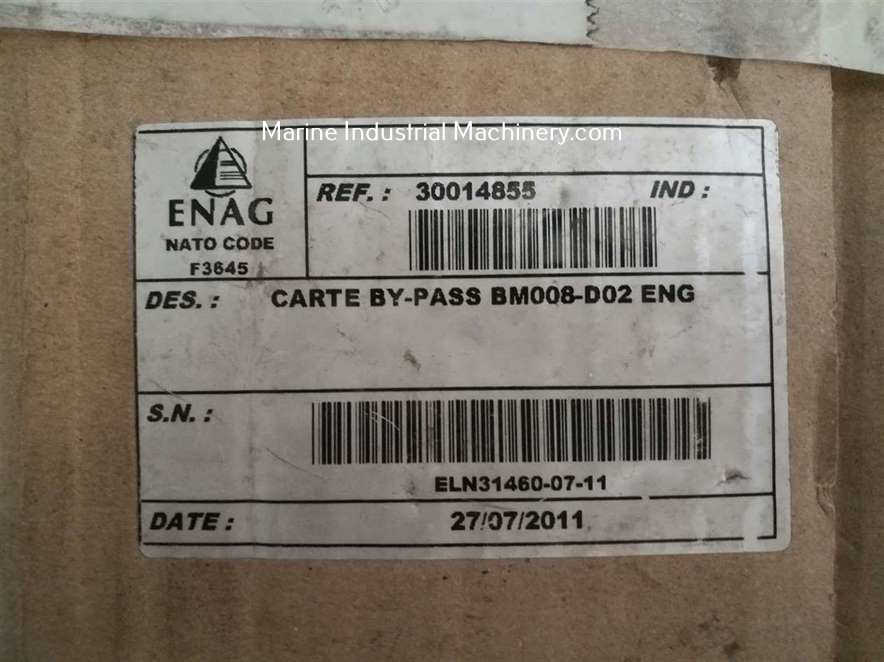 Marine Industrial Machinery.com
ENAG
NATO CODE
F3645
REF. : 30014855 IND :
DES. : CARTE BY-PASS BM008-D02 ENG
S.N. :
ELN31460-07-11
DATE : 27/07/2011